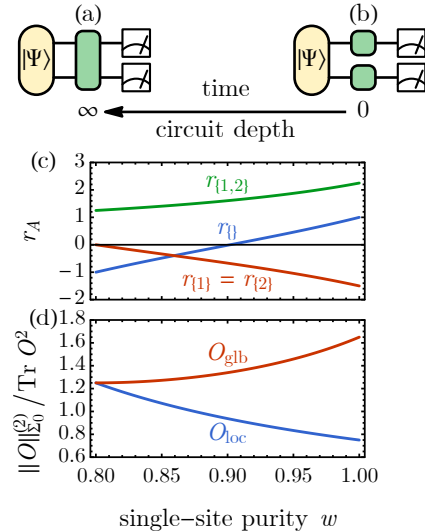 (a) (b)
|Ψ⟩ |Ψ⟩
∞ time 0
circuit depth
(c)
3
2
1
0
−1
−2
r_A
r_{1,2}
r_{}
r_{1} = r_{2}
(d)
1.8
1.6
1.4
1.2
1.0
0.8
0.6
||O||^{(2)}_{Σ_0} / Tr O^2
O_glb
O_loc
0.80 0.85 0.90 0.95 1.00
single−site purity w